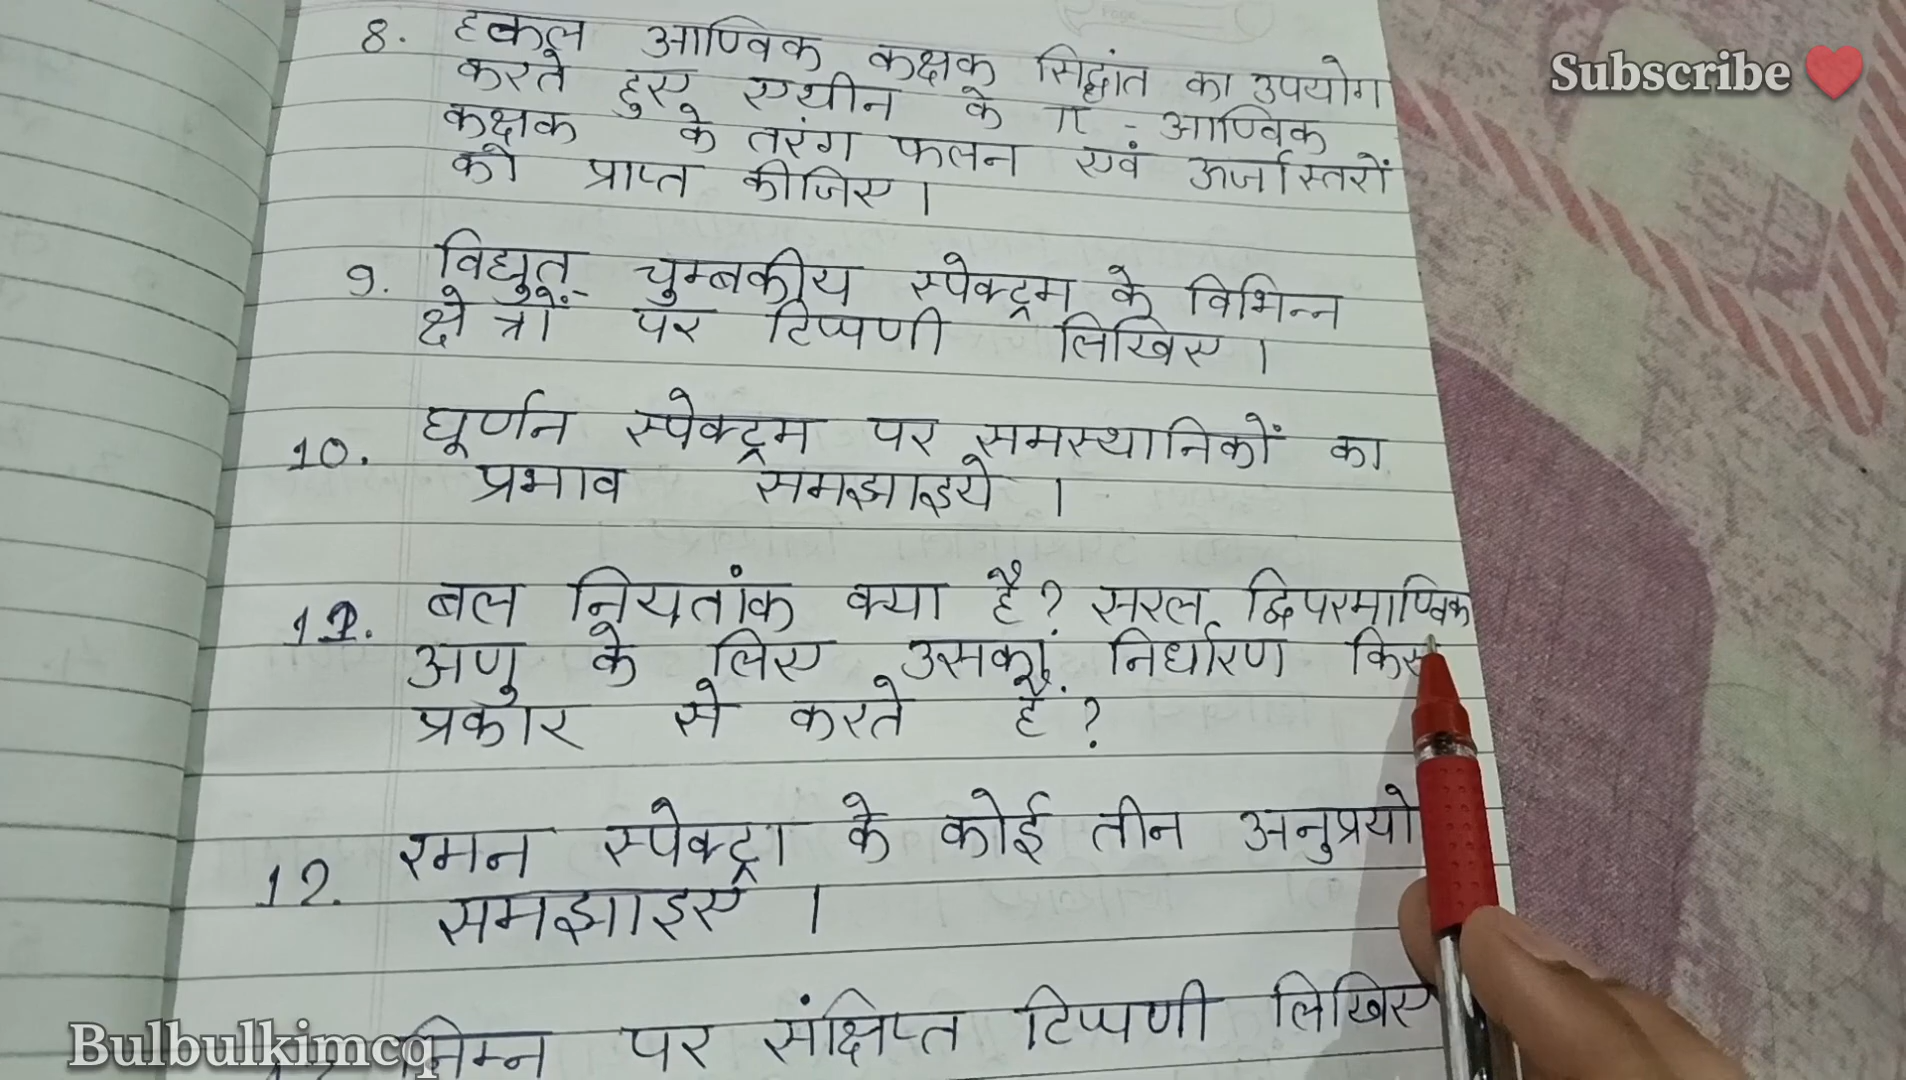 Subscribe
8. हकल आण्विक कक्षक सिद्धांत का उपयोग
करते हुए एथीन के π - आण्विक
कक्षक के तरंग फलन एवं ऊर्जास्तरों
को प्राप्त कीजिए।
9. विद्युत चुम्बकीय स्पेक्ट्रम के विभिन्न
क्षेत्रों पर टिप्पणी लिखिए।
10. घूर्णन स्पेक्ट्रम पर समस्थानिकों का
प्रभाव समझाइये।
11. बल नियतांक क्या है? सरल द्विपरमाण्विक
अणु के लिए उसका निर्धारण किस
प्रकार से करते हैं?
12. रमन स्पेक्ट्रा के कोई तीन अनुप्रयो
समझाइए।
निम्न पर संक्षिप्त टिप्पणी लिखिए
Bulbulkimcq